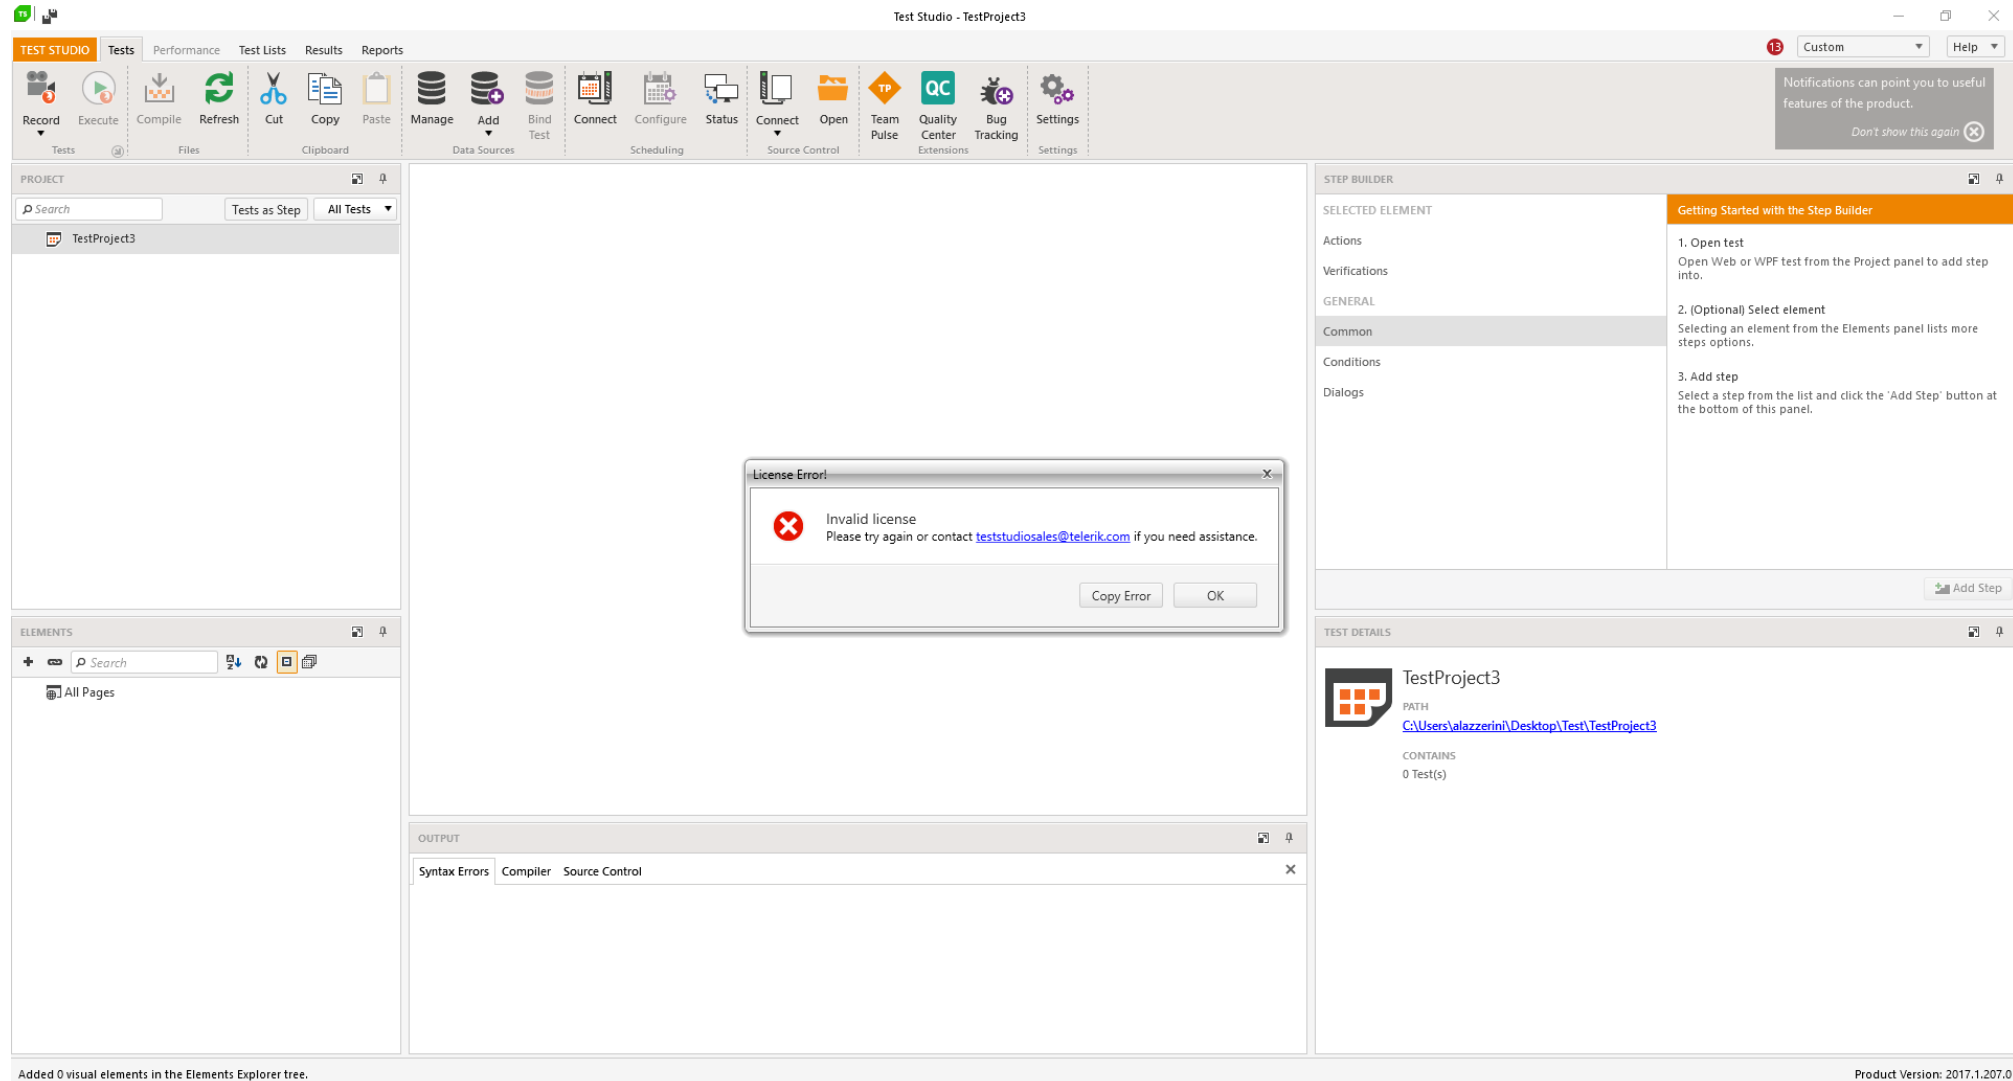 TS
Test Studio - TestProject3
TEST STUDIO Tests Performance Test Lists Results Reports
13 Custom Help
Record Execute Compile Refresh Cut Copy Paste Manage Add Bind Test Connect Configure Status Connect Open Team Pulse Quality Center Bug Tracking Settings
TP QC
Tests Files Clipboard Data Sources Scheduling Source Control Extensions Settings
Notifications can point you to useful
features of the product.
Don't show this again
PROJECT
Search Tests as Step All Tests
TestProject3
ELEMENTS
Search
All Pages
License Error!
Invalid license
Please try again or contact teststudiosales@telerik.com if you need assistance.
Copy Error OK
OUTPUT
Syntax Errors Compiler Source Control
STEP BUILDER
SELECTED ELEMENT
Actions
Verifications
GENERAL
Common
Conditions
Dialogs
Getting Started with the Step Builder
1. Open test
Open Web or WPF test from the Project panel to add step
into.
2. (Optional) Select element
Selecting an element from the Elements panel lists more
steps options.
3. Add step
Select a step from the list and click the 'Add Step' button at
the bottom of this panel.
Add Step
TEST DETAILS
TestProject3
PATH
C:\Users\alazzerini\Desktop\Test\TestProject3
CONTAINS
0 Test(s)
Added 0 visual elements in the Elements Explorer tree.
Product Version: 2017.1.207.0